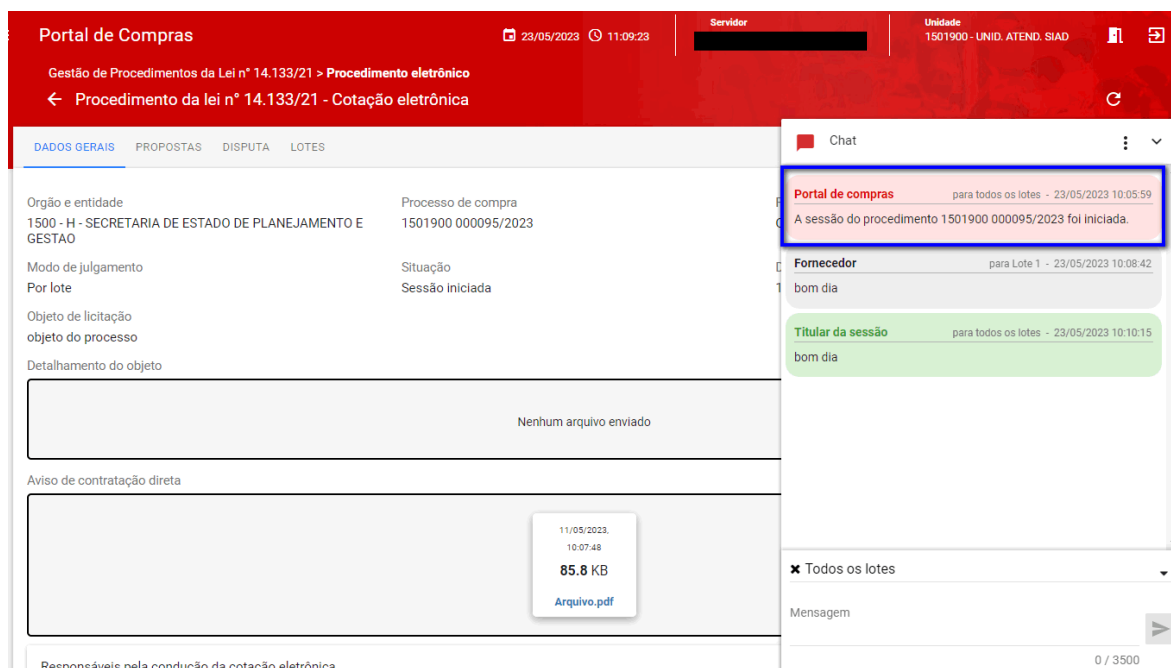 Portal de Compras
23/05/2023 11:09:23
Servidor
Unidade
1501900 - UNID. ATEND. SIAD
Gestão de Procedimentos da Lei n° 14.133/21 > Procedimento eletrônico
Procedimento da lei n° 14.133/21 - Cotação eletrônica
DADOS GERAIS PROPOSTAS DISPUTA LOTES
Orgão e entidade
1500 - H - SECRETARIA DE ESTADO DE PLANEJAMENTO E
GESTAO
Processo de compra
1501900 000095/2023
Modo de julgamento
Por lote
Situação
Sessão iniciada
Objeto de licitação
objeto do processo
Detalhamento do objeto
Nenhum arquivo enviado
Aviso de contratação direta
11/05/2023,
10:07:48
85.8 KB
Arquivo.pdf
Responsáveis pela condução da cotação eletrônica
Chat
Portal de compras para todos os lotes - 23/05/2023 10:05:59
A sessão do procedimento 1501900 000095/2023 foi iniciada.
Fornecedor para Lote 1 - 23/05/2023 10:08:42
bom dia
Titular da sessão para todos os lotes - 23/05/2023 10:10:15
bom dia
Todos os lotes
Mensagem
0 / 3500